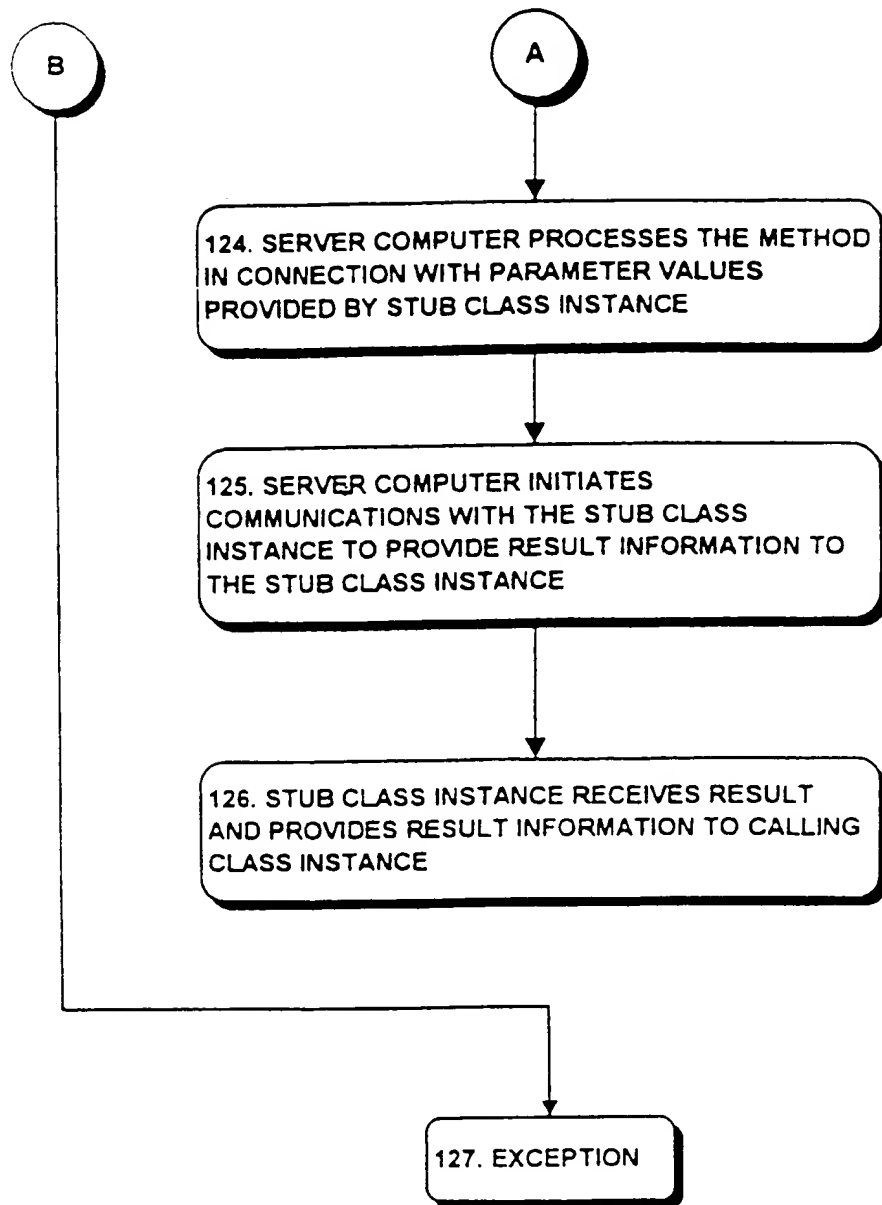 B
A
124. SERVER COMPUTER PROCESSES THE METHOD
IN CONNECTION WITH PARAMETER VALUES
PROVIDED BY STUB CLASS INSTANCE
125. SERVER COMPUTER INITIATES
COMMUNICATIONS WITH THE STUB CLASS
INSTANCE TO PROVIDE RESULT INFORMATION TO
THE STUB CLASS INSTANCE
126. STUB CLASS INSTANCE RECEIVES RESULT
AND PROVIDES RESULT INFORMATION TO CALLING
CLASS INSTANCE
127. EXCEPTION